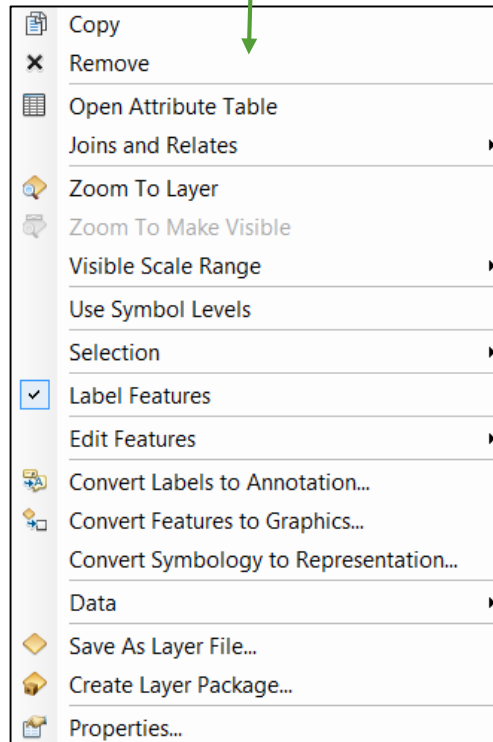 Copy
Remove
Open Attribute Table
Joins and Relates
Zoom To Layer
Zoom To Make Visible
Visible Scale Range
Use Symbol Levels
Selection
Label Features
Edit Features
Convert Labels to Annotation...
Convert Features to Graphics...
Convert Symbology to Representation...
Data
Save As Layer File...
Create Layer Package...
Properties...